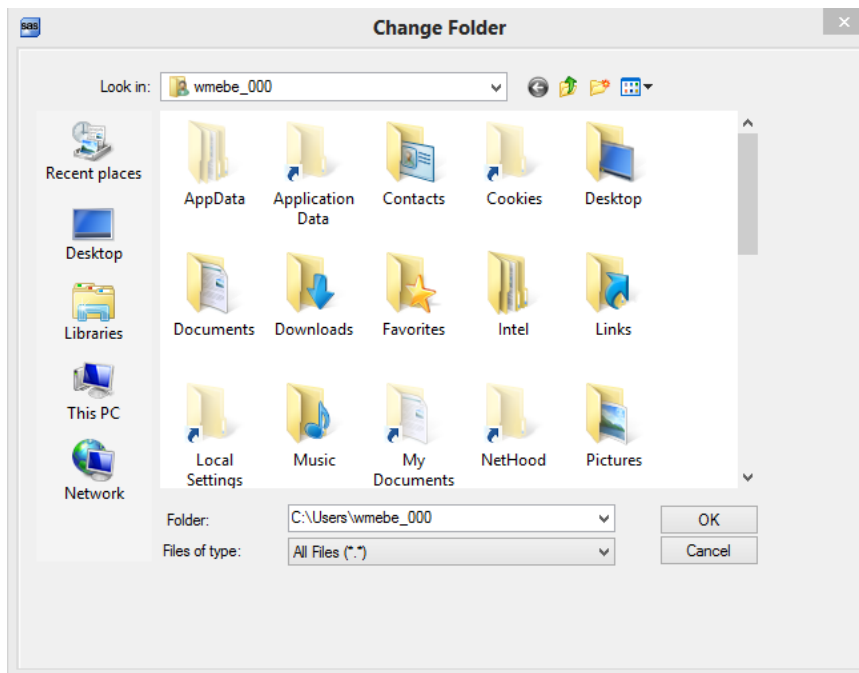 sas
Change Folder
Look in:
wmebe_000
Recent places
Desktop
Libraries
This PC
Network
AppData
Application
Data
Contacts
Cookies
Desktop
Documents
Downloads
Favorites
Intel
Links
Local
Settings
Music
My
Documents
NetHood
Pictures
Folder:
C:\Users\wmebe_000
OK
Files of type:
All Files (*.*)
Cancel